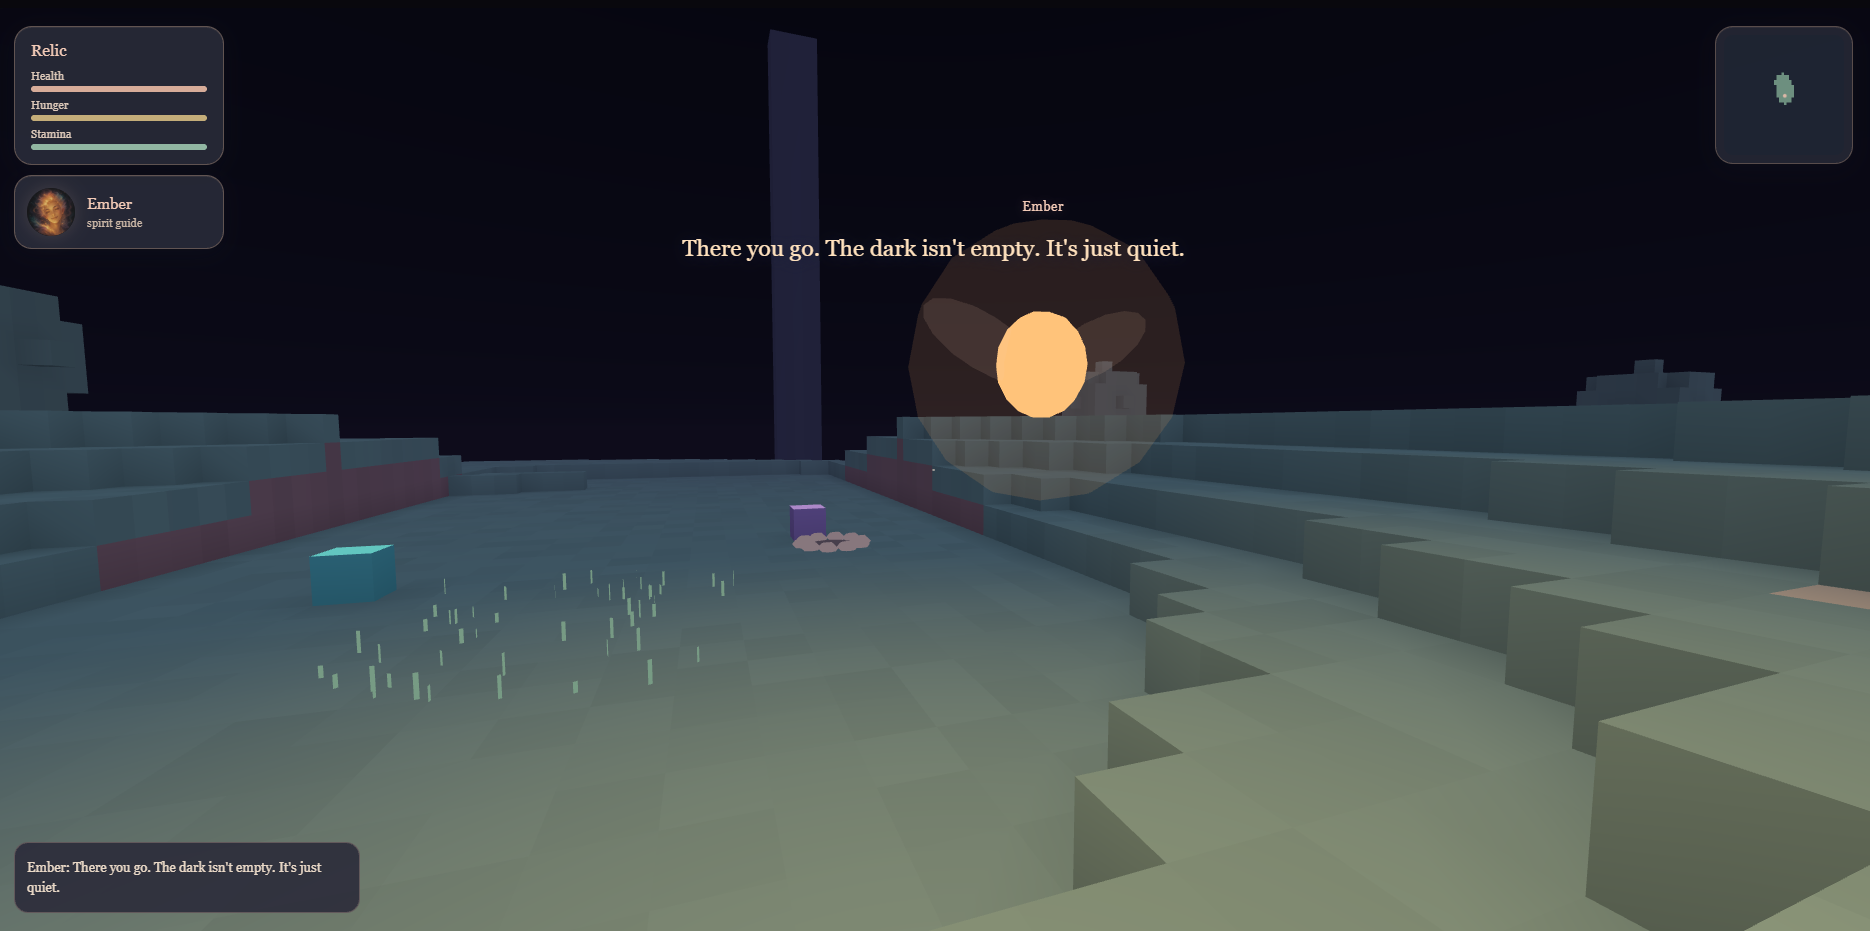 Relic
Health
Hunger
Stamina
Ember
spirit guide
Ember
There you go. The dark isn't empty. It's just quiet.
Ember: There you go. The dark isn't empty. It's just
quiet.